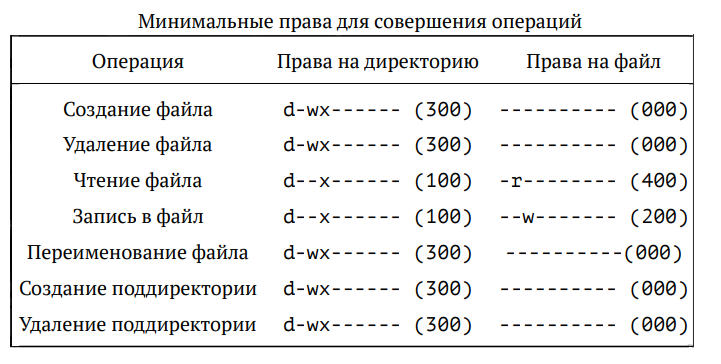 Минимальные права для совершения операций
Операция Права на директорию Права на файл
Создание файла d-wx------ (300) ---------- (000)
Удаление файла d-wx------ (300) ---------- (000)
Чтение файла d--x------ (100) -r-------- (400)
Запись в файл d--x------ (100) --w------- (200)
Переименование файла d-wx------ (300) ----------(000)
Создание поддиректории d-wx------ (300) ---------- (000)
Удаление поддиректории d-wx------ (300) ---------- (000)